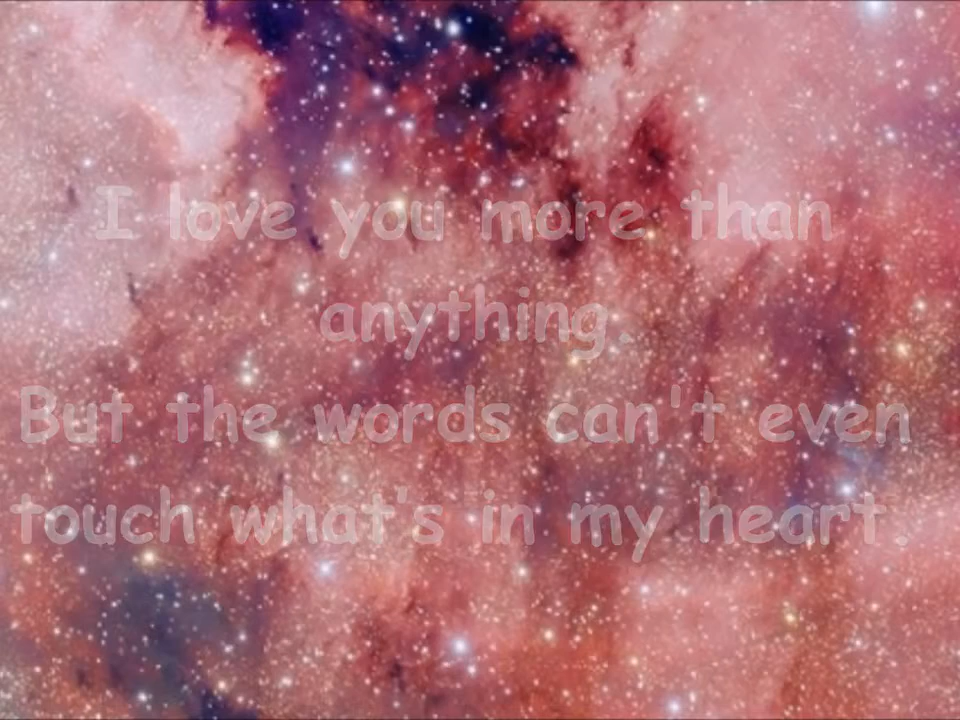 I love you more than
anything.
But the words can't even
touch what's in my heart.